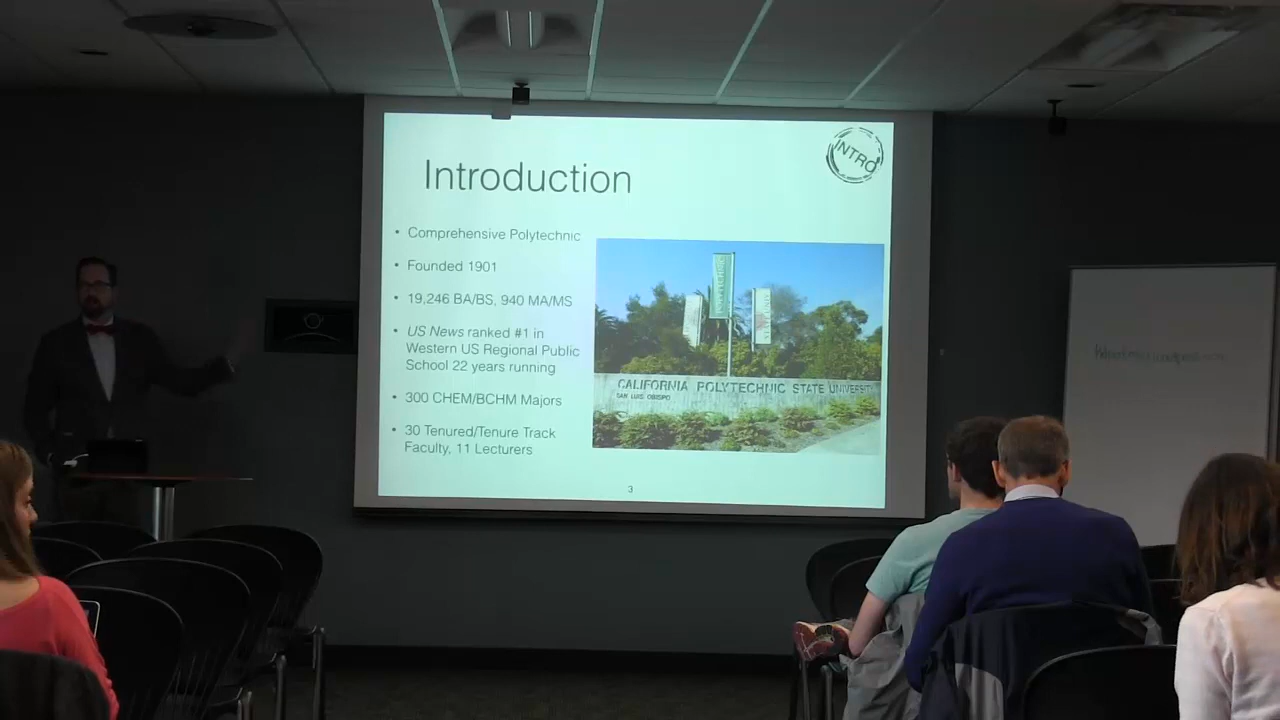 INTRO
Introduction
• Comprehensive Polytechnic
• Founded 1901
• 19,246 BA/BS, 940 MA/MS
• US News ranked #1 in
Western US Regional Public
School 22 years running
• 300 CHEM/BCHM Majors
• 30 Tenured/Tenure Track
Faculty, 11 Lecturers
CALIFORNIA POLYTECHNIC STATE UNIVERSITY
SAN LUIS OBISPO
3